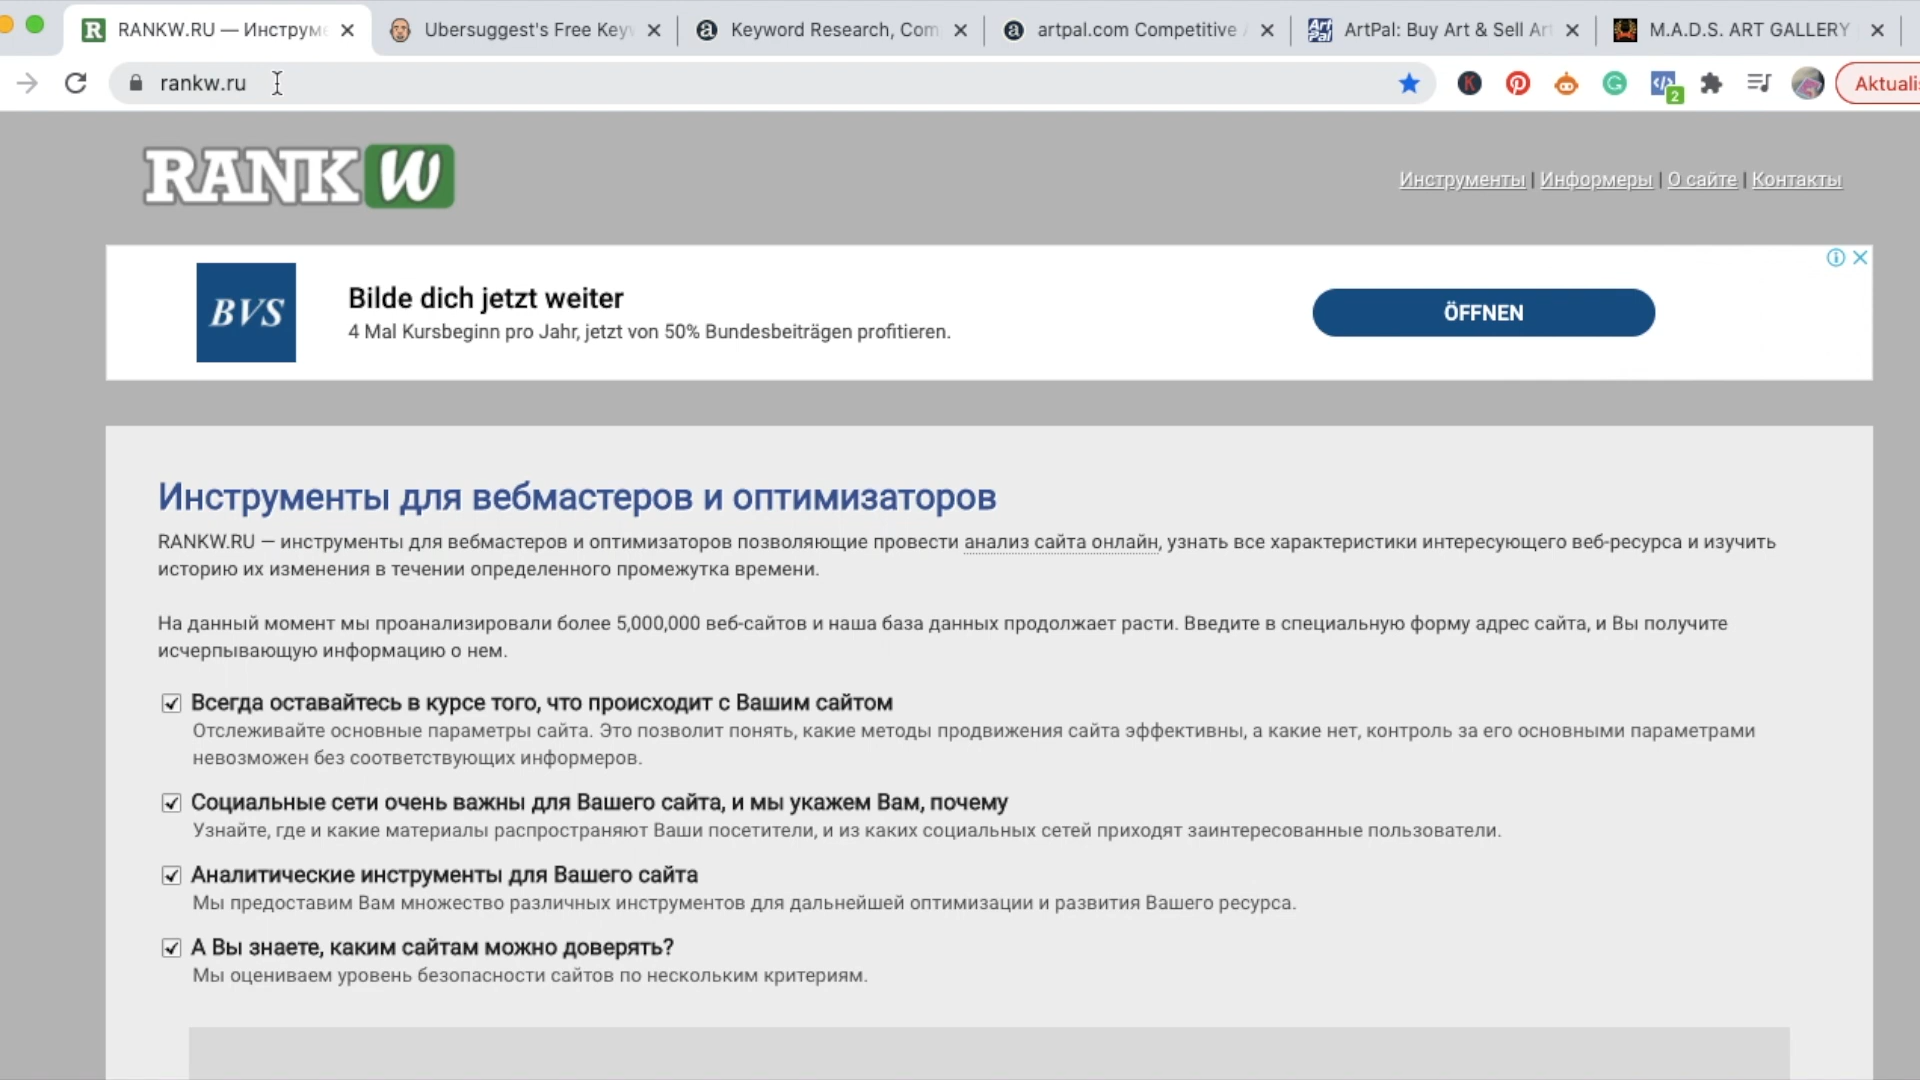 RANKW.RU — Инструм
Ubersuggest's Free Key
Keyword Research, Com
artpal.com Competitive
ArtPal: Buy Art & Sell Ar
M.A.D.S. ART GALLERY
rankw.ru
2
Aktuali
RANK W
Инструменты | Информеры | О сайте | Контакты
BVS
Bilde dich jetzt weiter
4 Mal Kursbeginn pro Jahr, jetzt von 50% Bundesbeiträgen profitieren.
ÖFFNEN
Инструменты для вебмастеров и оптимизаторов
RANKW.RU — инструменты для вебмастеров и оптимизаторов позволяющие провести анализ сайта онлайн, узнать все характеристики интересующего веб-ресурса и изучить
историю их изменения в течении определенного промежутка времени.
На данный момент мы проанализировали более 5,000,000 веб-сайтов и наша база данных продолжает расти. Введите в специальную форму адрес сайта, и Вы получите
исчерпывающую информацию о нем.
Всегда оставайтесь в курсе того, что происходит с Вашим сайтом
Отслеживайте основные параметры сайта. Это позволит понять, какие методы продвижения сайта эффективны, а какие нет, контроль за его основными параметрами
невозможен без соответствующих информеров.
Социальные сети очень важны для Вашего сайта, и мы укажем Вам, почему
Узнайте, где и какие материалы распространяют Ваши посетители, и из каких социальных сетей приходят заинтересованные пользователи.
Аналитические инструменты для Вашего сайта
Мы предоставим Вам множество различных инструментов для дальнейшей оптимизации и развития Вашего ресурса.
А Вы знаете, каким сайтам можно доверять?
Мы оцениваем уровень безопасности сайтов по нескольким критериям.